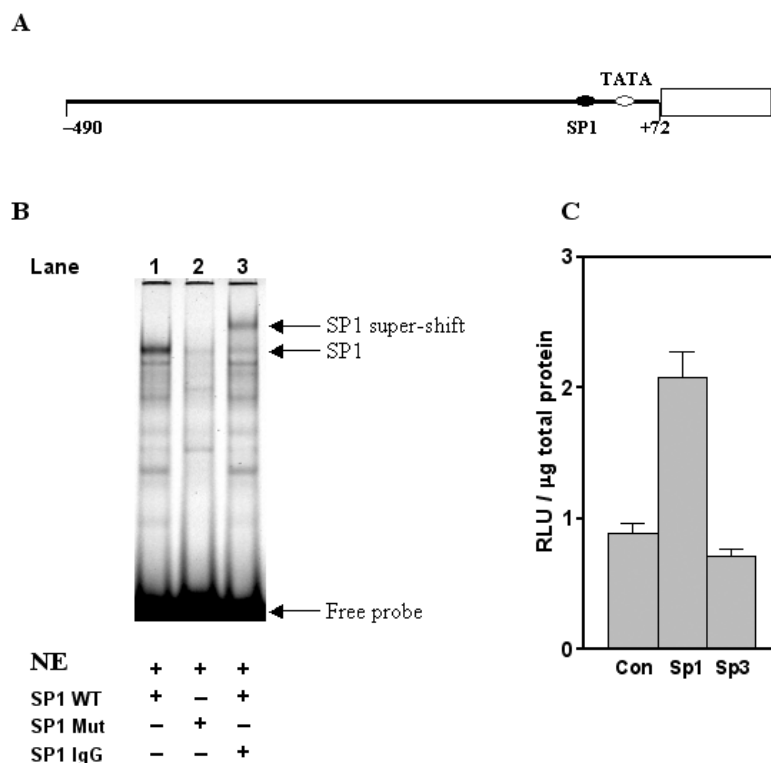 A
TATA
–490
SP1
+72
B
C
Lane 1 2 3
SP1 super-shift
SP1
Free probe
NE + + +
SP1 WT + – +
SP1 Mut – + –
SP1 IgG – – +
RLU / µg total protein
3
2
1
0
Con Sp1 Sp3